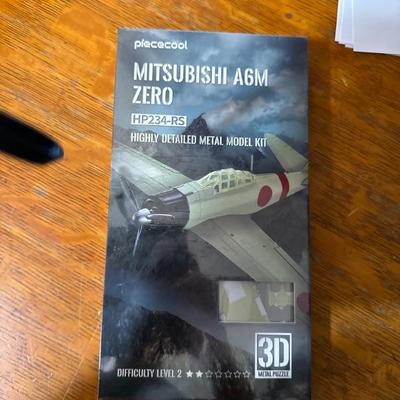 piececool
MITSUBISHI A6M
ZERO
HP234-RS
HIGHLY DETAILED METAL MODEL KIT
3D
METAL PUZZLE
DIFFICULTY LEVEL 2 ★★☆☆☆☆☆